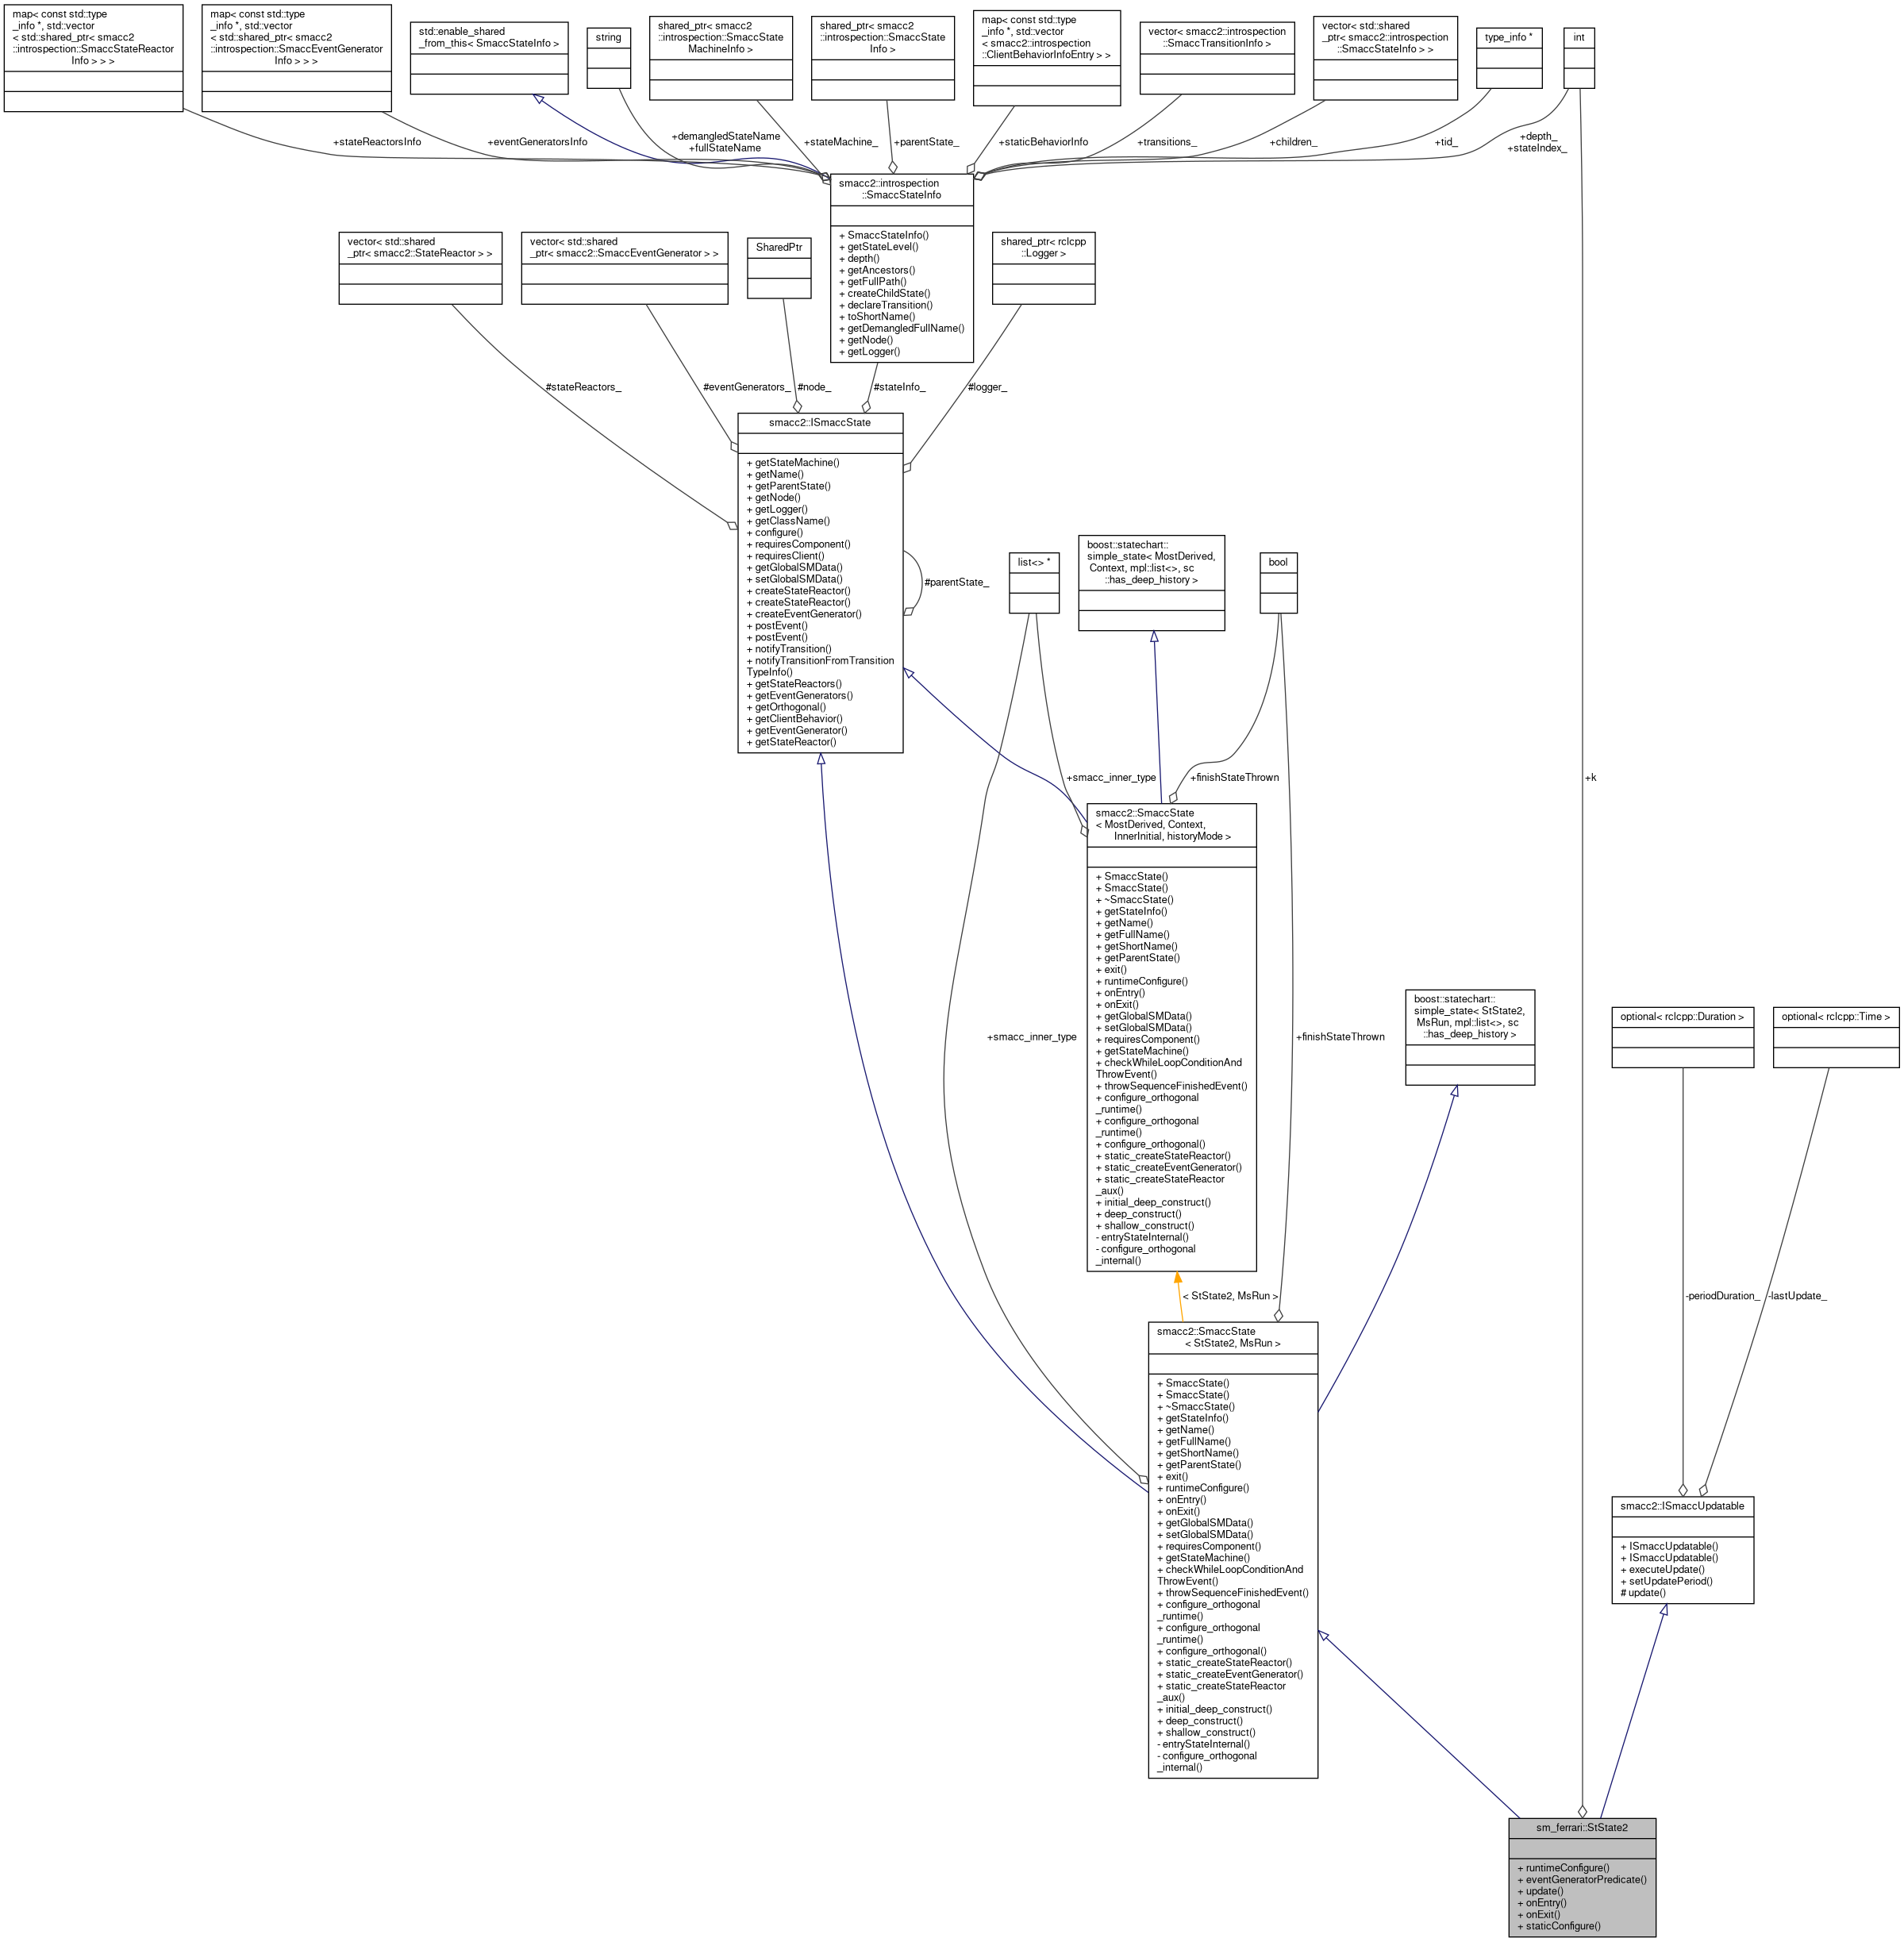 map< const std::type
_info *, std::vector
< std::shared_ptr< smacc2
::introspection::SmaccStateReactor
Info > > >
map< const std::type
_info *, std::vector
< std::shared_ptr< smacc2
::introspection::SmaccEventGenerator
Info > > >
std::enable_shared
_from_this< SmaccStateInfo >
string
shared_ptr< smacc2
::introspection::SmaccState
MachineInfo >
shared_ptr< smacc2
::introspection::SmaccState
Info >
map< const std::type
_info *, std::vector
< smacc2::introspection
::ClientBehaviorInfoEntry > >
vector< smacc2::introspection
::SmaccTransitionInfo >
vector< std::shared
_ptr< smacc2::introspection
::SmaccStateInfo > >
type_info *
int
+stateReactorsInfo
+eventGeneratorsInfo
+demangledStateName
+fullStateName
+stateMachine_
+parentState_
+staticBehaviorInfo
+transitions_
+children_
+tid_
+depth_
+stateIndex_
smacc2::introspection
::SmaccStateInfo
+ SmaccStateInfo()
+ getStateLevel()
+ depth()
+ getAncestors()
+ getFullPath()
+ createChildState()
+ declareTransition()
+ toShortName()
+ getDemangledFullName()
+ getNode()
+ getLogger()
vector< std::shared
_ptr< smacc2::StateReactor > >
vector< std::shared
_ptr< smacc2::SmaccEventGenerator > >
SharedPtr
shared_ptr< rclcpp
::Logger >
#stateReactors_
#eventGenerators_
#node_
#stateInfo_
#logger_
smacc2::ISmaccState
+ getStateMachine()
+ getName()
+ getParentState()
+ getNode()
+ getLogger()
+ getClassName()
+ configure()
+ requiresComponent()
+ requiresClient()
+ getGlobalSMData()
+ setGlobalSMData()
+ createStateReactor()
+ createStateReactor()
+ createEventGenerator()
+ postEvent()
+ postEvent()
+ notifyTransition()
+ notifyTransitionFromTransition
TypeInfo()
+ getStateReactors()
+ getEventGenerators()
+ getOrthogonal()
+ getClientBehavior()
+ getEventGenerator()
+ getStateReactor()
#parentState_
list<> *
boost::statechart::
simple_state< MostDerived,
Context, mpl::list<>, sc
::has_deep_history >
bool
+smacc_inner_type
+finishStateThrown
+k
smacc2::SmaccState
< MostDerived, Context,
InnerInitial, historyMode >
+ SmaccState()
+ SmaccState()
+ ~SmaccState()
+ getStateInfo()
+ getName()
+ getFullName()
+ getShortName()
+ getParentState()
+ exit()
+ runtimeConfigure()
+ onEntry()
+ onExit()
+ getGlobalSMData()
+ setGlobalSMData()
+ requiresComponent()
+ getStateMachine()
+ checkWhileLoopConditionAnd
ThrowEvent()
+ throwSequenceFinishedEvent()
+ configure_orthogonal
_runtime()
+ configure_orthogonal
_runtime()
+ configure_orthogonal()
+ static_createStateReactor()
+ static_createEventGenerator()
+ static_createStateReactor
_aux()
+ initial_deep_construct()
+ deep_construct()
+ shallow_construct()
- entryStateInternal()
- configure_orthogonal
_internal()
+smacc_inner_type
+finishStateThrown
boost::statechart::
simple_state< StState2,
MsRun, mpl::list<>, sc
::has_deep_history >
optional< rclcpp::Duration >
optional< rclcpp::Time >
< StState2, MsRun >
-periodDuration_
-lastUpdate_
smacc2::SmaccState
< StState2, MsRun >
+ SmaccState()
+ SmaccState()
+ ~SmaccState()
+ getStateInfo()
+ getName()
+ getFullName()
+ getShortName()
+ getParentState()
+ exit()
+ runtimeConfigure()
+ onEntry()
+ onExit()
+ getGlobalSMData()
+ setGlobalSMData()
+ requiresComponent()
+ getStateMachine()
+ checkWhileLoopConditionAnd
ThrowEvent()
+ throwSequenceFinishedEvent()
+ configure_orthogonal
_runtime()
+ configure_orthogonal
_runtime()
+ configure_orthogonal()
+ static_createStateReactor()
+ static_createEventGenerator()
+ static_createStateReactor
_aux()
+ initial_deep_construct()
+ deep_construct()
+ shallow_construct()
- entryStateInternal()
- configure_orthogonal
_internal()
smacc2::ISmaccUpdatable
+ ISmaccUpdatable()
+ ISmaccUpdatable()
+ executeUpdate()
+ setUpdatePeriod()
# update()
sm_ferrari::StState2
+ runtimeConfigure()
+ eventGeneratorPredicate()
+ update()
+ onEntry()
+ onExit()
+ staticConfigure()